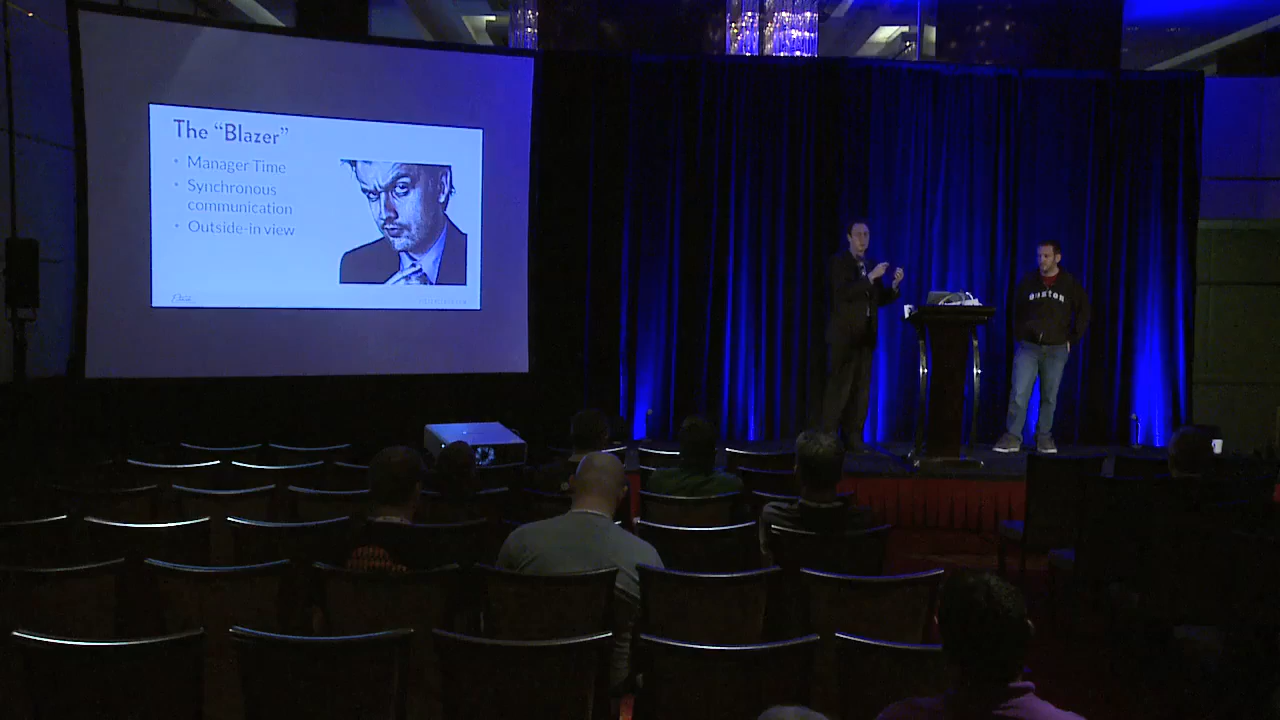 The “Blazer”
• Manager Time
• Synchronous
communication
• Outside-in view
BOSTON